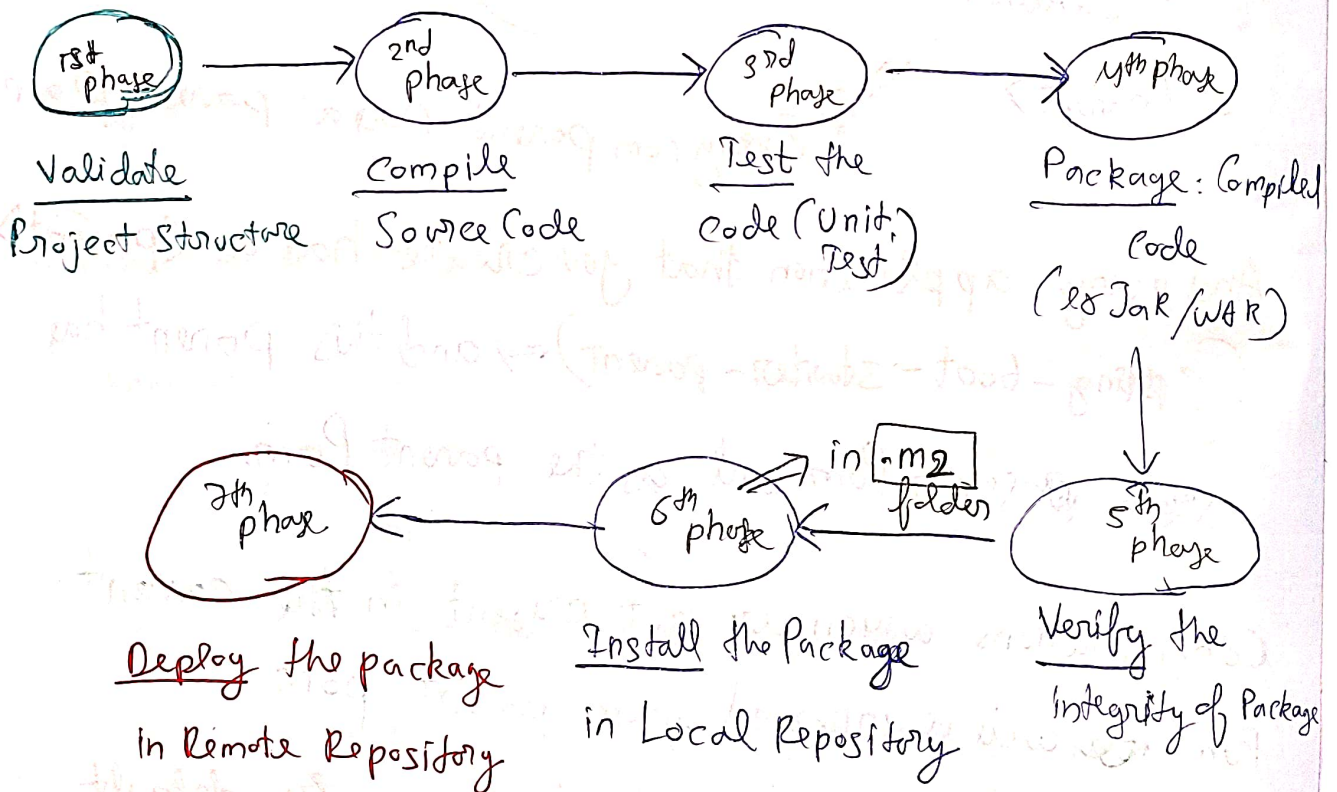 1st
phase
2nd
phase
3rd
phase
4th phase
Validate
Project Structure
Compile
Source Code
Test the
Code (Unit
Test)
Package: Compiled
Code
(ex JAR/WAR)
7th
phase
6th
phase
in .m2
folder
5th
phase
Deploy the package
in Remote Repository
Install the Package
in Local Repository
Verify the
integrity of Package